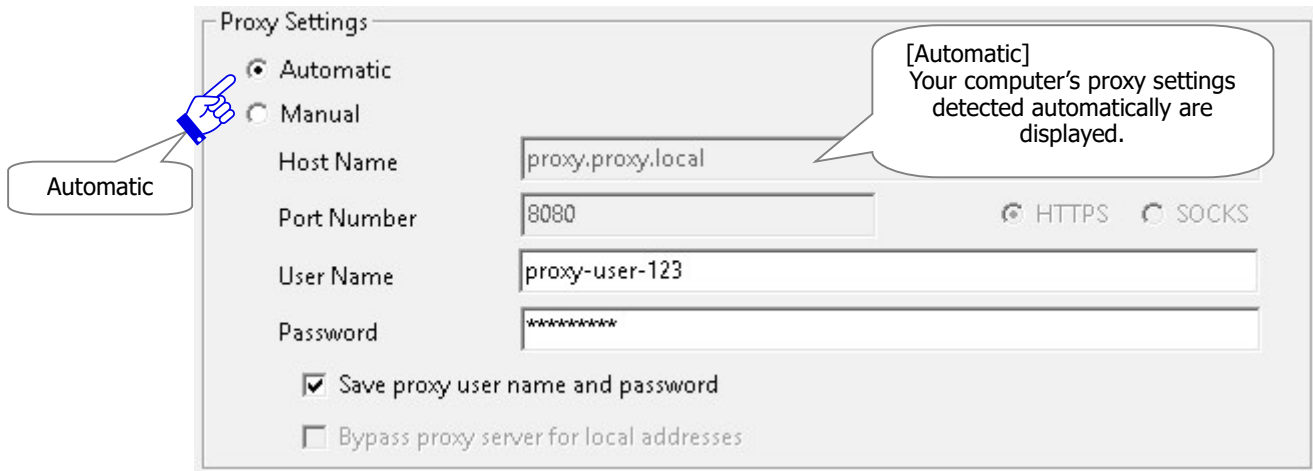 Proxy Settings
Automatic
Manual
[Automatic]
Your computer’s proxy settings
detected automatically are
displayed.
Automatic
Host Name proxy.proxy.local
Port Number 8080 HTTPS SOCKS
User Name proxy-user-123
Password *********
Save proxy user name and password
Bypass proxy server for local addresses